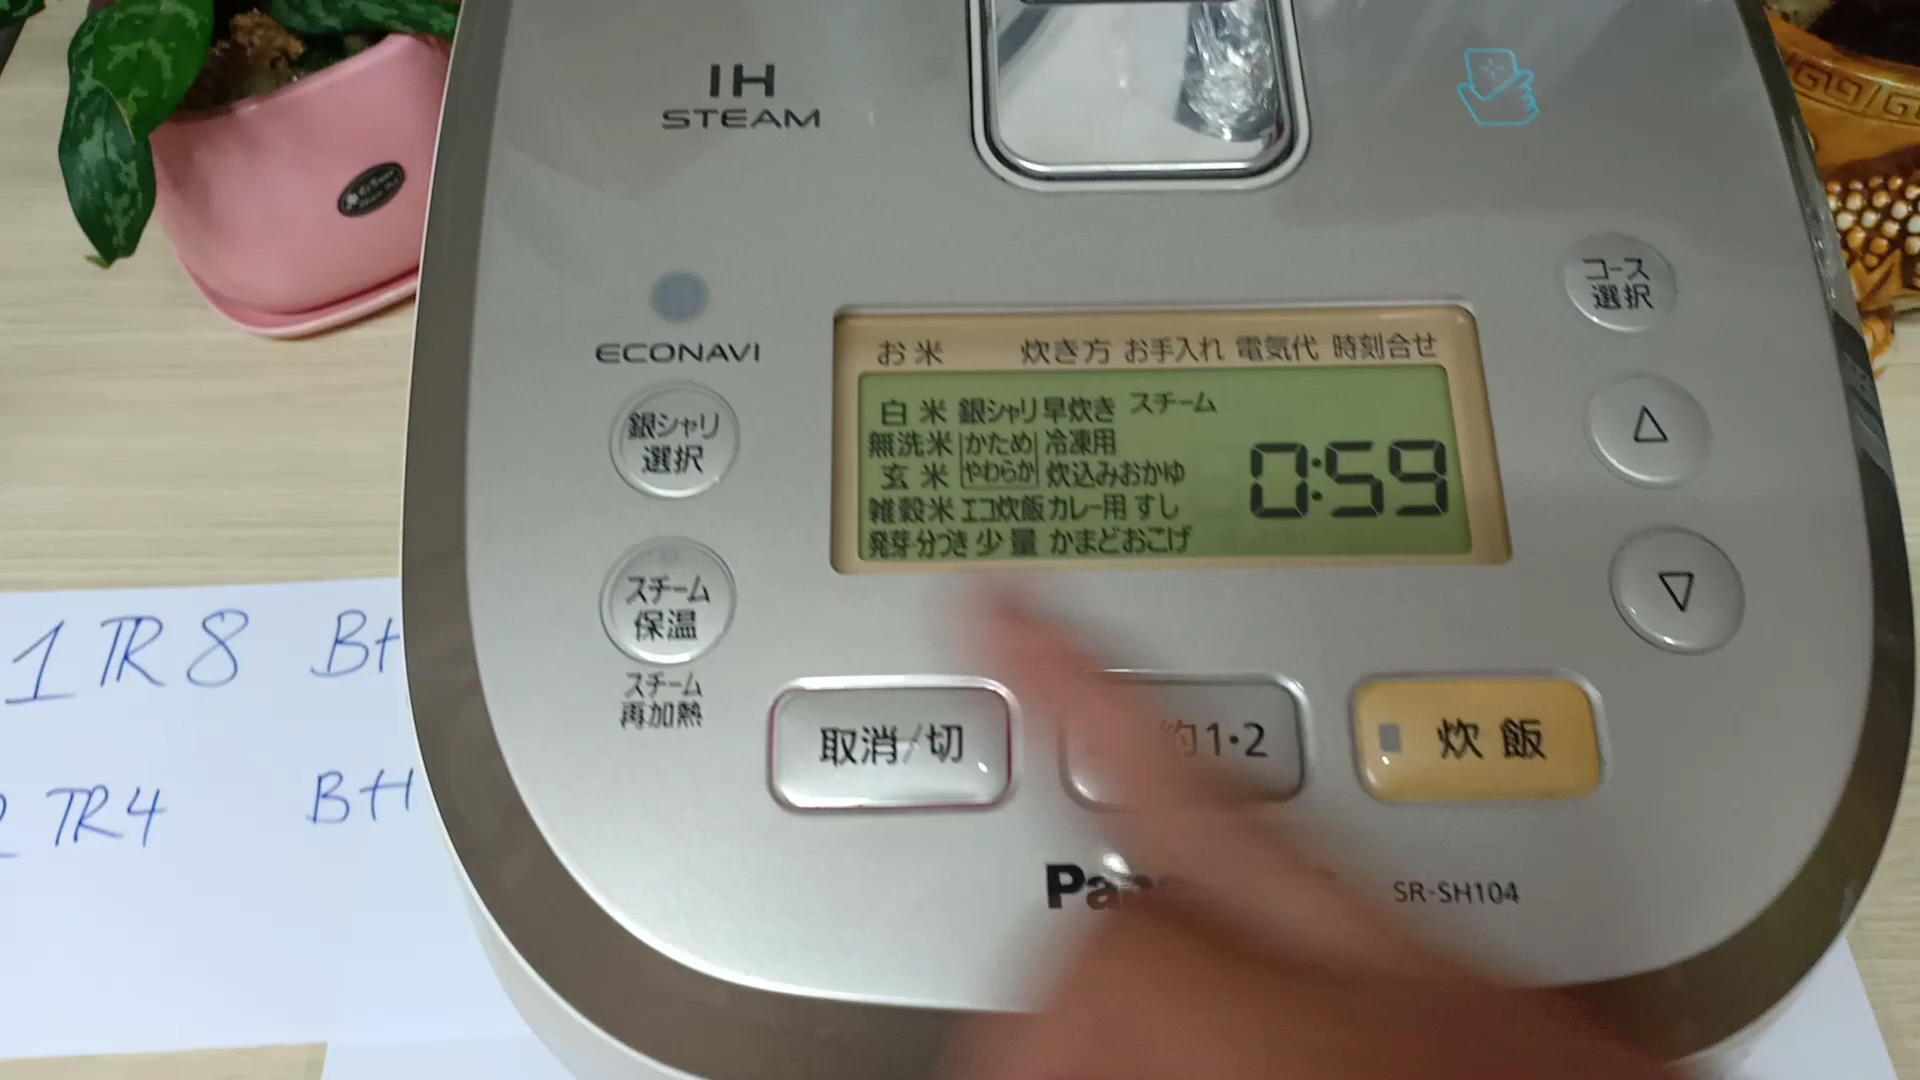 IH
STEAM
コース
選択
ECONAVI
お米 炊き方 お手入れ 電気代 時刻合せ
銀シャリ
選択
白米 銀シャリ 早炊き スチーム
無洗米 かため 冷凍用
玄米 やわらか 炊込み おかゆ
雑穀米 エコ炊飯 カレー用 すし
発芽 分づき 少量 かまど おこげ
0:59
△
▽
スチーム
保温
スチーム
再加熱
取消/切
約1・2
炊飯
SR-SH104
1 TR 8 BH
2 TR4 BH